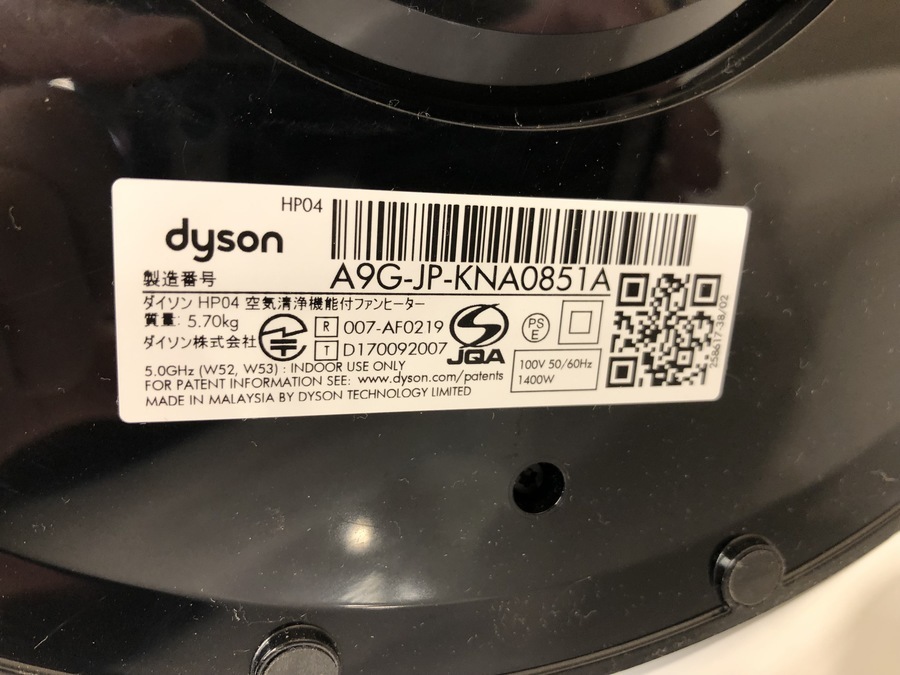 HP04
dyson
製造番号 A9G-JP-KNA0851A
ダイソン HP04 空気清浄機能付ファンヒーター
質量: 5.70kg
ダイソン株式会社
R 007-AF0219
T D170092007
JQA
PS
E
100V 50/60Hz
1400W
5.0GHz (W52, W53) : INDOOR USE ONLY
FOR PATENT INFORMATION SEE: www.dyson.com/patents
MADE IN MALAYSIA BY DYSON TECHNOLOGY LIMITED
258617-38/02